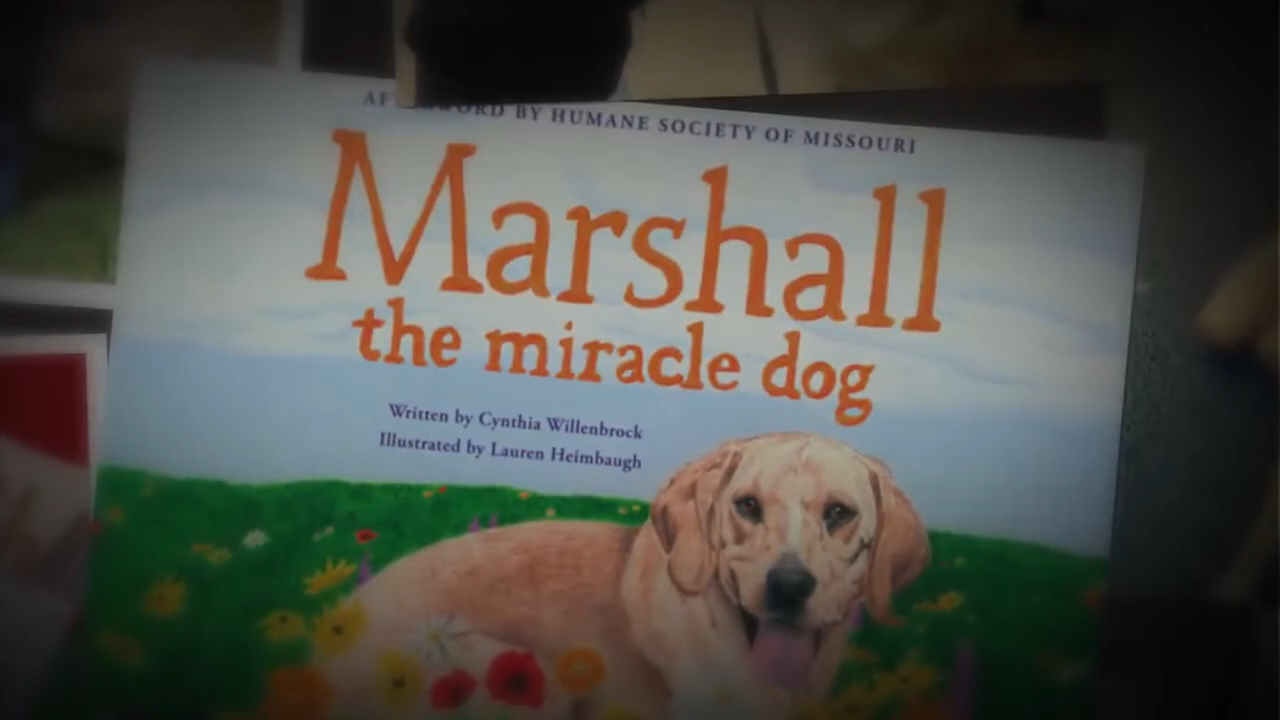 BY HUMANE SOCIETY OF MISSOURI
Marshall
the miracle dog
Written by Cynthia Willenbrock
Illustrated by Lauren Heimbaugh